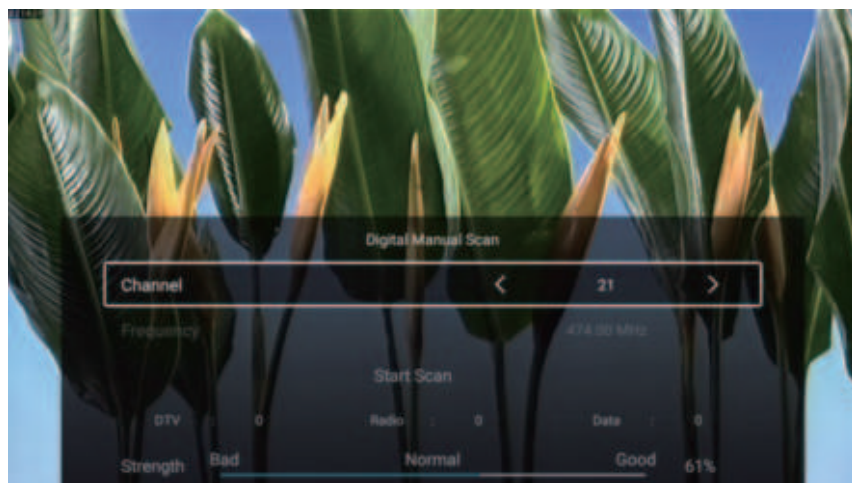 Digital Manual Scan
Channel < 21 >
Frequency 474.00 MHz
Start Scan
DTV : 0 Radio : 0 Data : 0
Strength Bad Normal Good 61%